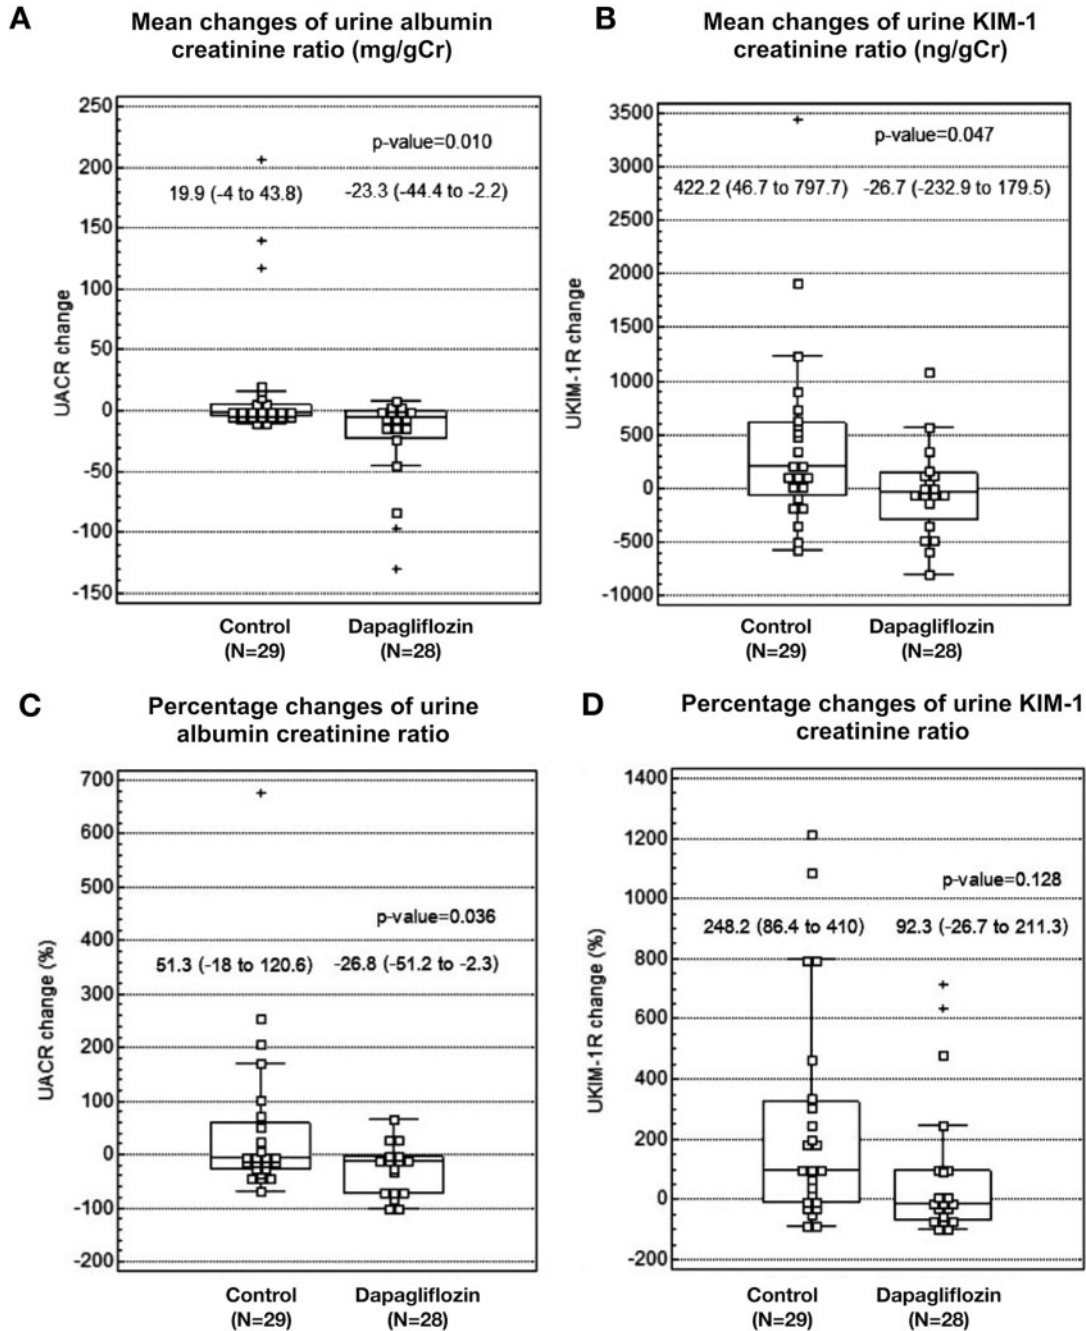 A
Mean changes of urine albumin
creatinine ratio (mg/gCr)
UACR change
250
200
150
100
50
0
-50
-100
-150
p-value=0.010
19.9 (-4 to 43.8)
-23.3 (-44.4 to -2.2)
Control
(N=29)
Dapagliflozin
(N=28)
B
Mean changes of urine KIM-1
creatinine ratio (ng/gCr)
UKIM-1R change
3500
3000
2500
2000
1500
1000
500
0
-500
-1000
p-value=0.047
422.2 (46.7 to 797.7)
-26.7 (-232.9 to 179.5)
Control
(N=29)
Dapagliflozin
(N=28)
C
Percentage changes of urine
albumin creatinine ratio
UACR change (%)
700
600
500
400
300
200
100
0
-100
-200
p-value=0.036
51.3 (-18 to 120.6)
-26.8 (-51.2 to -2.3)
Control
(N=29)
Dapagliflozin
(N=28)
D
Percentage changes of urine KIM-1
creatinine ratio
UKIM-1R change (%)
1400
1200
1000
800
600
400
200
0
-200
p-value=0.128
248.2 (86.4 to 410)
92.3 (-26.7 to 211.3)
Control
(N=29)
Dapagliflozin
(N=28)